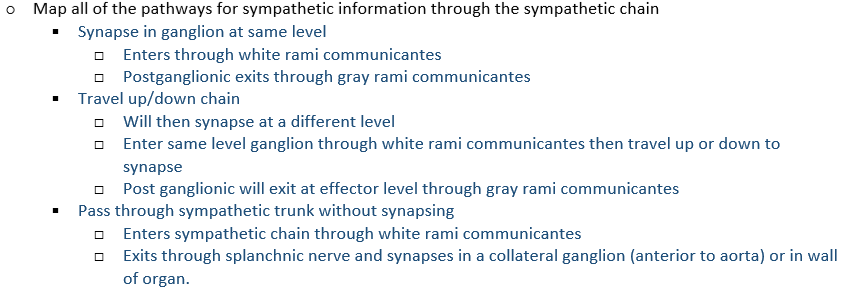 o Map all of the pathways for sympathetic information through the sympathetic chain
▪ Synapse in ganglion at same level
□ Enters through white rami communicantes
□ Postganglionic exits through gray rami communicantes
▪ Travel up/down chain
□ Will then synapse at a different level
□ Enter same level ganglion through white rami communicantes then travel up or down to
synapse
□ Post ganglionic will exit at effector level through gray rami communicantes
▪ Pass through sympathetic trunk without synapsing
□ Enters sympathetic chain through white rami communicantes
□ Exits through splanchnic nerve and synapses in a collateral ganglion (anterior to aorta) or in wall
of organ.